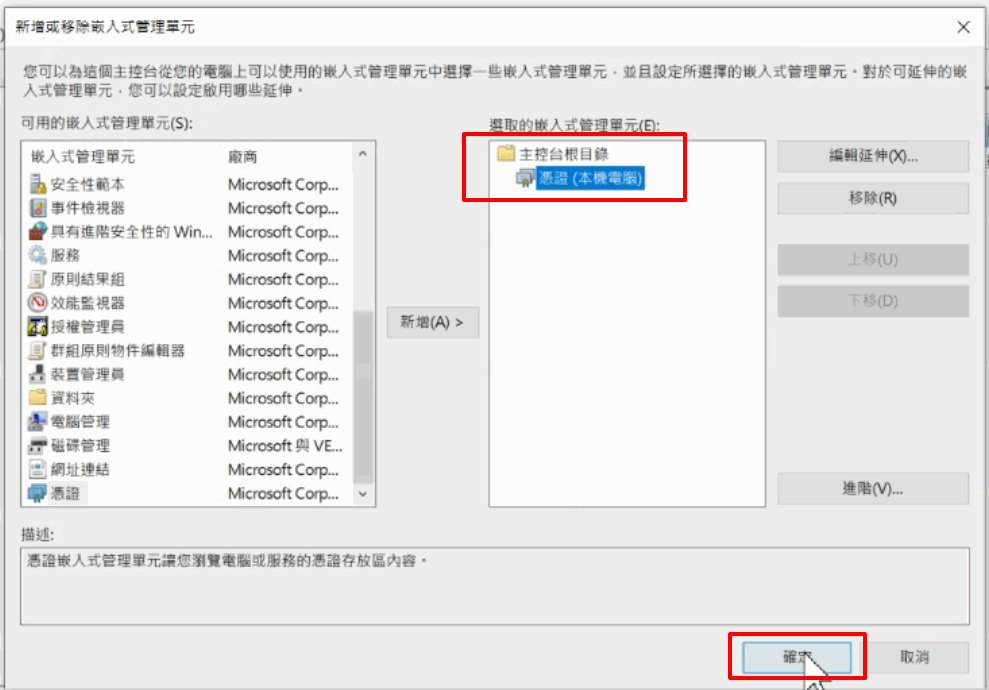 新增或移除嵌入式管理單元
您可以為這個主控台從您的電腦上可以使用的嵌入式管理單元中選擇一些嵌入式管理單元，並且設定所選擇的嵌入式管理單元。對於可延伸的嵌
入式管理單元，您可以設定啟用哪些延伸。
可用的嵌入式管理單元(S):
嵌入式管理單元 廠商
安全性範本 Microsoft Corp...
事件檢視器 Microsoft Corp...
具有進階安全性的 Win... Microsoft Corp...
服務 Microsoft Corp...
原則結果組 Microsoft Corp...
效能監視器 Microsoft Corp...
授權管理員 Microsoft Corp...
群組原則物件編輯器 Microsoft Corp...
裝置管理員 Microsoft Corp...
資料夾 Microsoft Corp...
電腦管理 Microsoft Corp...
磁碟管理 Microsoft 與 VE...
網址連結 Microsoft Corp...
憑證 Microsoft Corp...
新增(A) >
選取的嵌入式管理單元(E):
主控台根目錄
憑證 (本機電腦)
編輯延伸(X)...
移除(R)
上移(U)
下移(D)
進階(V)...
描述:
憑證嵌入式管理單元讓您瀏覽電腦或服務的憑證存放區內容。
確定
取消